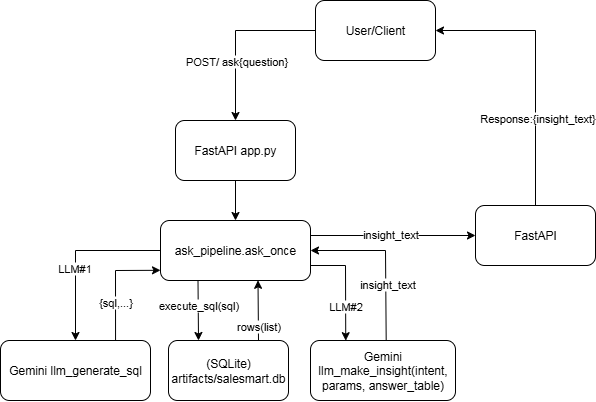 User/Client
POST/ ask{question}
Response:{insight_text}
FastAPI app.py
insight_text
FastAPI
ask_pipeline.ask_once
LLM#1
insight_text
{sql,...}
execute_sql(sql)
LLM#2
rows(list)
Gemini llm_generate_sql
(SQLite)
artifacts/salesmart.db
Gemini
llm_make_insight(intent,
params, answer_table)